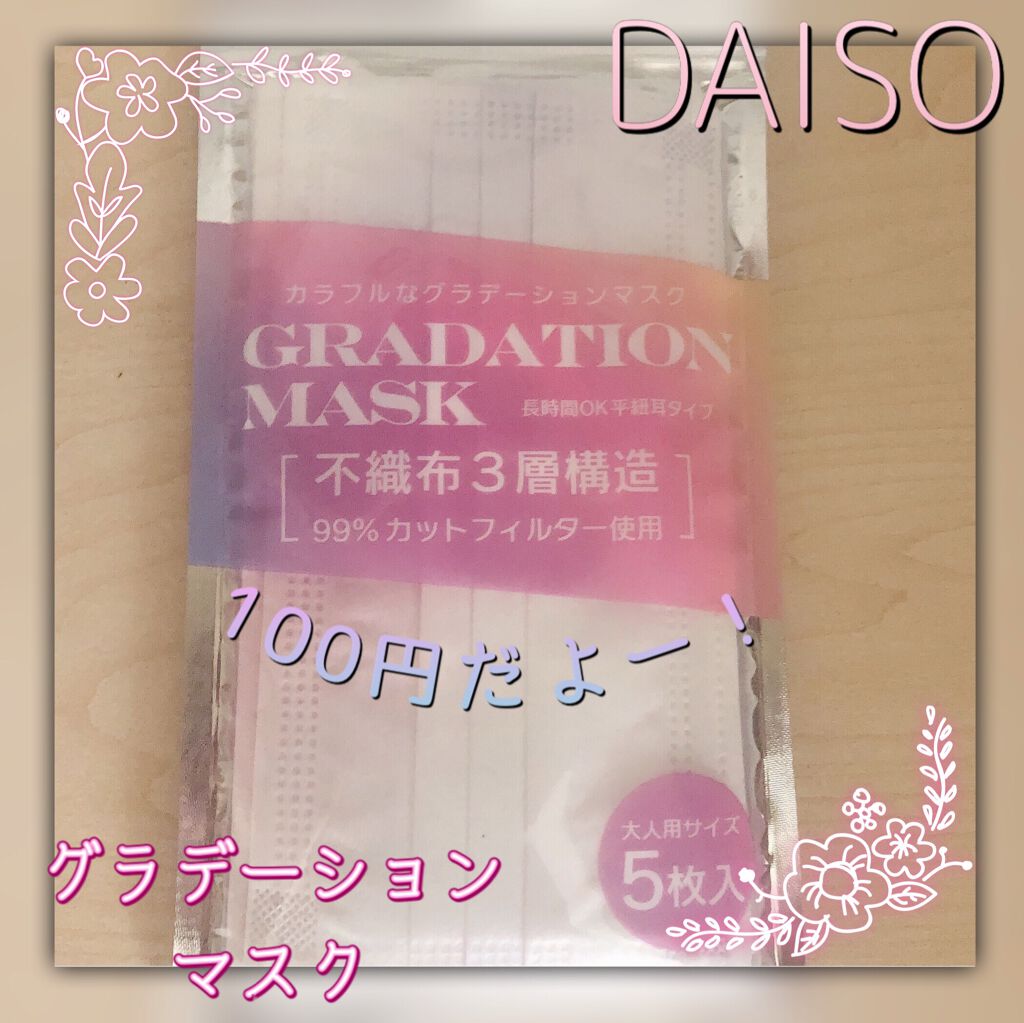 DAISO
カラフルなグラデーションマスク
GRADATION
MASK
長時間OK平紐耳タイプ
不織布3層構造
99%カットフィルター使用
100円だよー！
大人用サイズ
5枚入
グラデーション
マスク